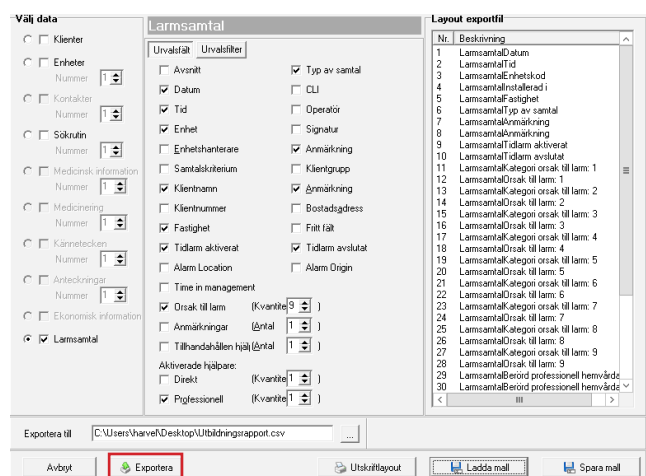 Välj data
Klienter
Enheter
Nummer 1
Kontakter
Nummer 1
Sökrutin
Nummer 1
Medicinsk information
Nummer 1
Medicinering
Nummer 1
Kännetecken
Nummer 1
Anteckningar
Nummer 1
Ekonomisk information
Larmsamtal
Larmsamtal
Urvalsfält Urvalsfilter
Avsnitt Typ av samtal
Datum CLI
Tid Operatör
Enhet Signatur
Enhetshanterare Anmärkning
Samtalskriterium Klientgrupp
Klientnamn Anmärkning
Klientnummer Bostadsadress
Fastighet Fritt fält
Tidlarm aktiverat Tidlarm avslutat
Alarm Location Alarm Origin
Time in management
Orsak till larm (Kvantite 9 )
Anmärkningar (Antal 1 )
Tillhandahållen hjälp (Antal 1 )
Aktiverade hjälpare:
Direkt (Kvantite 1 )
Professionell (Kvantite 1 )
Layout exportfil
Nr. Beskrivning
1 LarmsamtalDatum
2 LarmsamtalTid
3 LarmsamtalEnhetskod
4 LarmsamtalInstallerad i
5 LarmsamtalFastighet
6 LarmsamtalTyp av samtal
7 LarmsamtalAnmärkning
8 LarmsamtalAnmärkning
9 LarmsamtalTidlarm aktiverat
10 LarmsamtalTidlarm avslutat
11 LarmsamtalKategori orsak till larm: 1
12 LarmsamtalOrsak till larm: 1
13 LarmsamtalKategori orsak till larm: 2
14 LarmsamtalOrsak till larm: 2
15 LarmsamtalKategori orsak till larm: 3
16 LarmsamtalOrsak till larm: 3
17 LarmsamtalKategori orsak till larm: 4
18 LarmsamtalOrsak till larm: 4
19 LarmsamtalKategori orsak till larm: 5
20 LarmsamtalOrsak till larm: 5
21 LarmsamtalKategori orsak till larm: 6
22 LarmsamtalOrsak till larm: 6
23 LarmsamtalKategori orsak till larm: 7
24 LarmsamtalOrsak till larm: 7
25 LarmsamtalKategori orsak till larm: 8
26 LarmsamtalOrsak till larm: 8
27 LarmsamtalKategori orsak till larm: 9
28 LarmsamtalOrsak till larm: 9
29 LarmsamtalBerörd professionell hemvårda
30 LarmsamtalBerörd professionell hemvårda
Exportera till C:\Users\harvel\Desktop\Utbildningsrapport.csv ...
Avbryt Exportera Utskriftlayout Ladda mall Spara mall